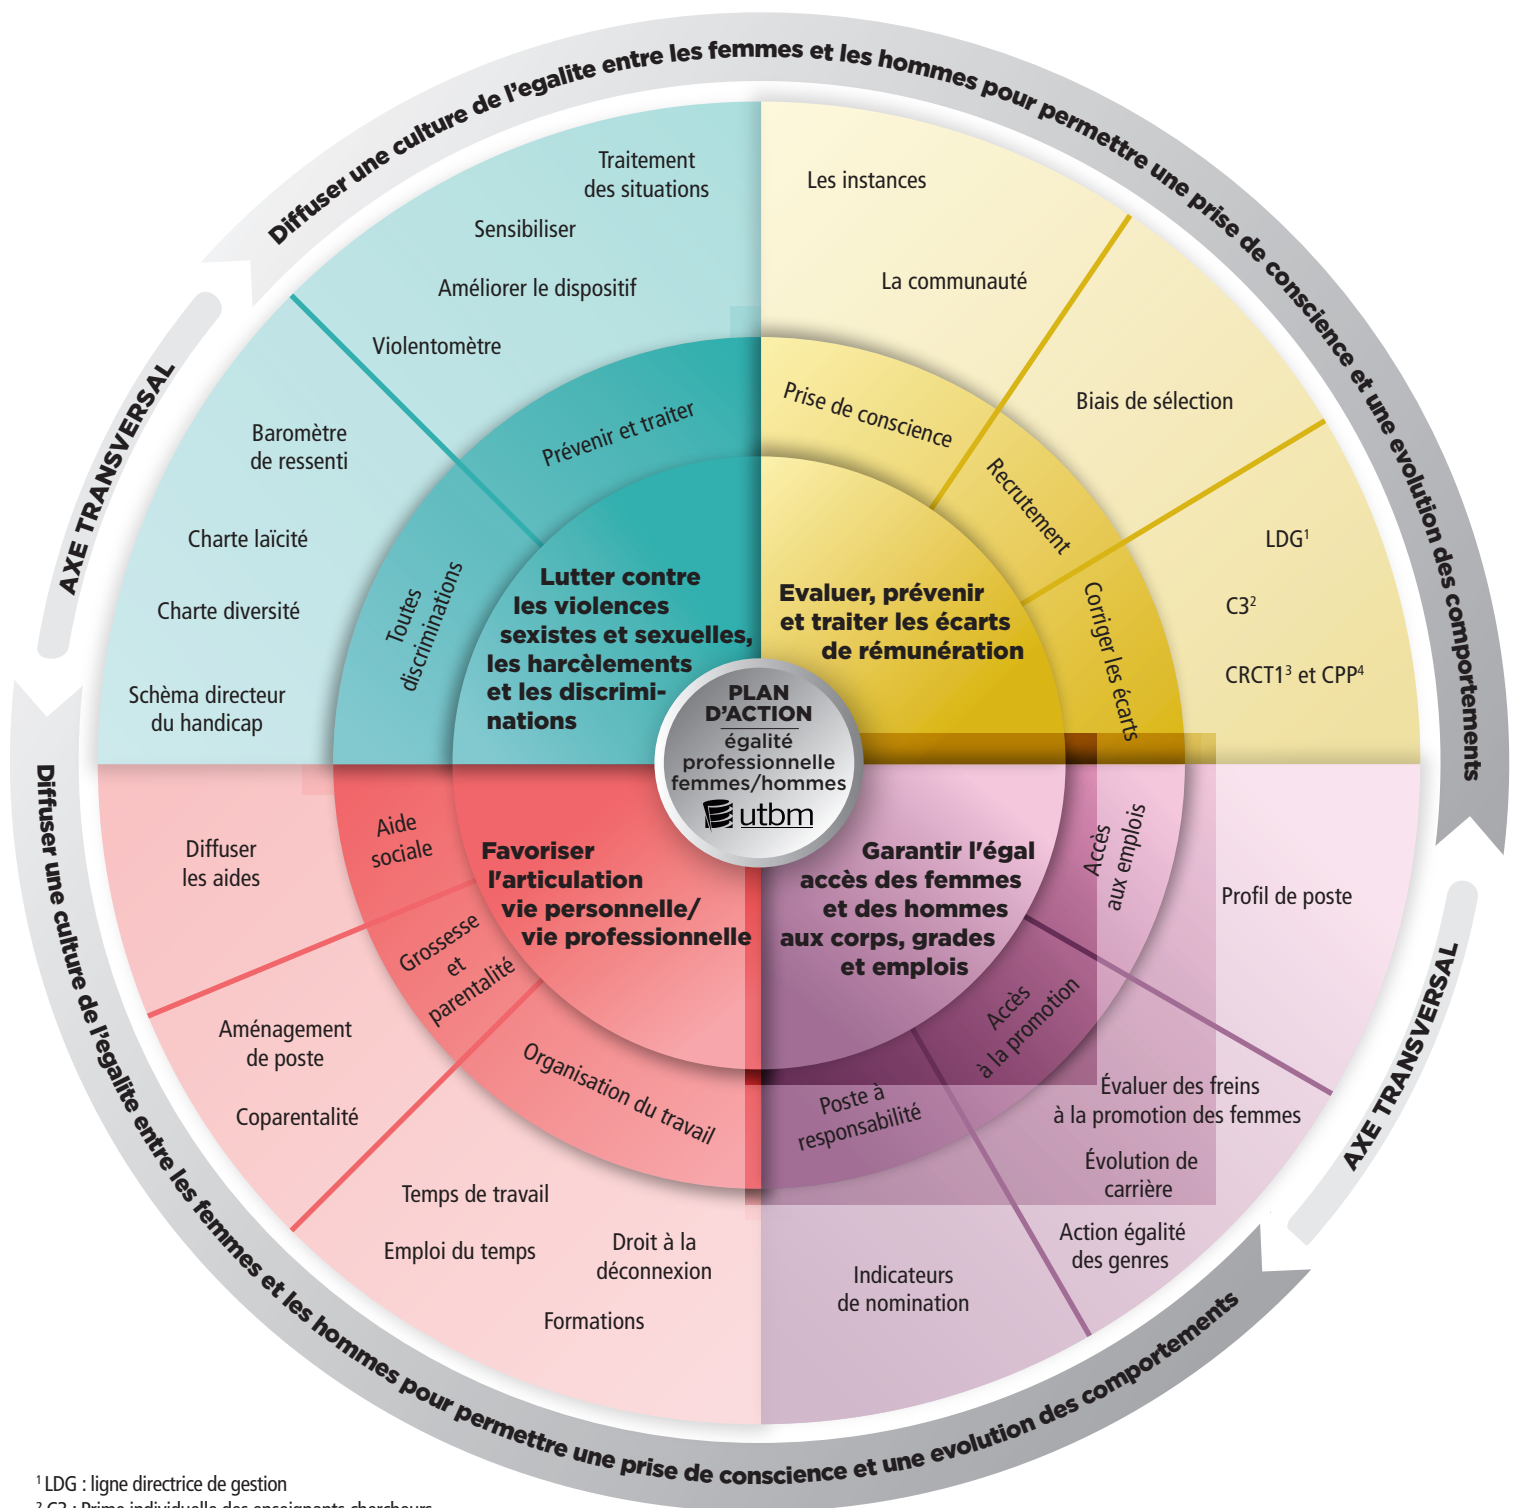 Diffuser une culture de l’egalite entre les femmes et les hommes pour permettre une prise de conscience et une evolution des comportements
AXE TRANSVERSAL
Traitement
des situations
Sensibiliser
Améliorer le dispositif
Violentomètre
Prévenir et traiter
Baromètre
de ressenti
Charte laïcité
Charte diversité
Schèma directeur
du handicap
Toutes
discriminations
Lutter contre
les violences
sexistes et sexuelles,
les harcèlements
et les discrimi-
nations
Les instances
La communauté
Prise de conscience
Biais de sélection
Recrutement
LDG¹
C3²
CRCT1³ et CPP⁴
Corriger les écarts
Evaluer, prévenir
et traiter les écarts
de rémunération
PLAN
D’ACTION
égalité
professionnelle
femmes/hommes
utbm
Aide
sociale
Diffuser
les aides
Grossesse
et
parentalité
Aménagement
de poste
Coparentalité
Organisation du travail
Temps de travail
Emploi du temps
Droit à la
déconnexion
Formations
Favoriser
l'articulation
vie personnelle/
vie professionnelle
Garantir l'égal
accès des femmes
et des hommes
aux corps, grades
et emplois
Accès
aux emplois
Profil de poste
Accès
à la promotion
Évaluer des freins
à la promotion des femmes
Évolution de
carrière
Action égalité
des genres
Poste à
responsabilité
Indicateurs
de nomination
AXE TRANSVERSAL
Diffuser une culture de l’egalite entre les femmes et les hommes pour permettre une prise de conscience et une evolution des comportements
¹ LDG : ligne directrice de gestion
² C3 : Prime individuelle des enseignants chercheurs